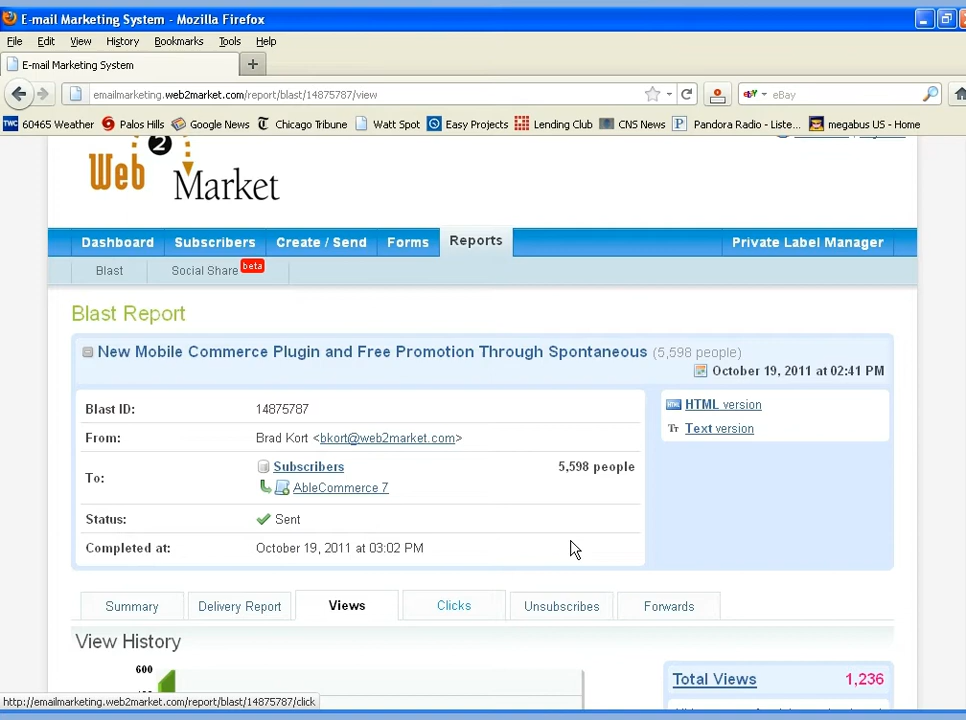 E-mail Marketing System - Mozilla Firefox
File Edit View History Bookmarks Tools Help
E-mail Marketing System
emailmarketing.web2market.com/report/blast/14875787/view
eBay
60465 Weather Palos Hills Google News Chicago Tribune Watt Spot Easy Projects Lending Club CNS News Pandora Radio - Liste... megabus US - Home
Web 2 Market
Dashboard Subscribers Create / Send Forms Reports Private Label Manager
Blast Social Share beta
Blast Report
New Mobile Commerce Plugin and Free Promotion Through Spontaneous (5,598 people)
October 19, 2011 at 02:41 PM
Blast ID: 14875787
HTML version
From: Brad Kort <bkort@web2market.com>
Text version
To: Subscribers 5,598 people
AbleCommerce 7
Status: Sent
Completed at: October 19, 2011 at 03:02 PM
Summary Delivery Report Views Clicks Unsubscribes Forwards
View History
600
Total Views 1,236
http://emailmarketing.web2market.com/report/blast/14875787/click